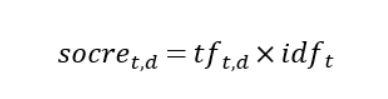 socre_{t,d} = tf_{t,d} × idf_t